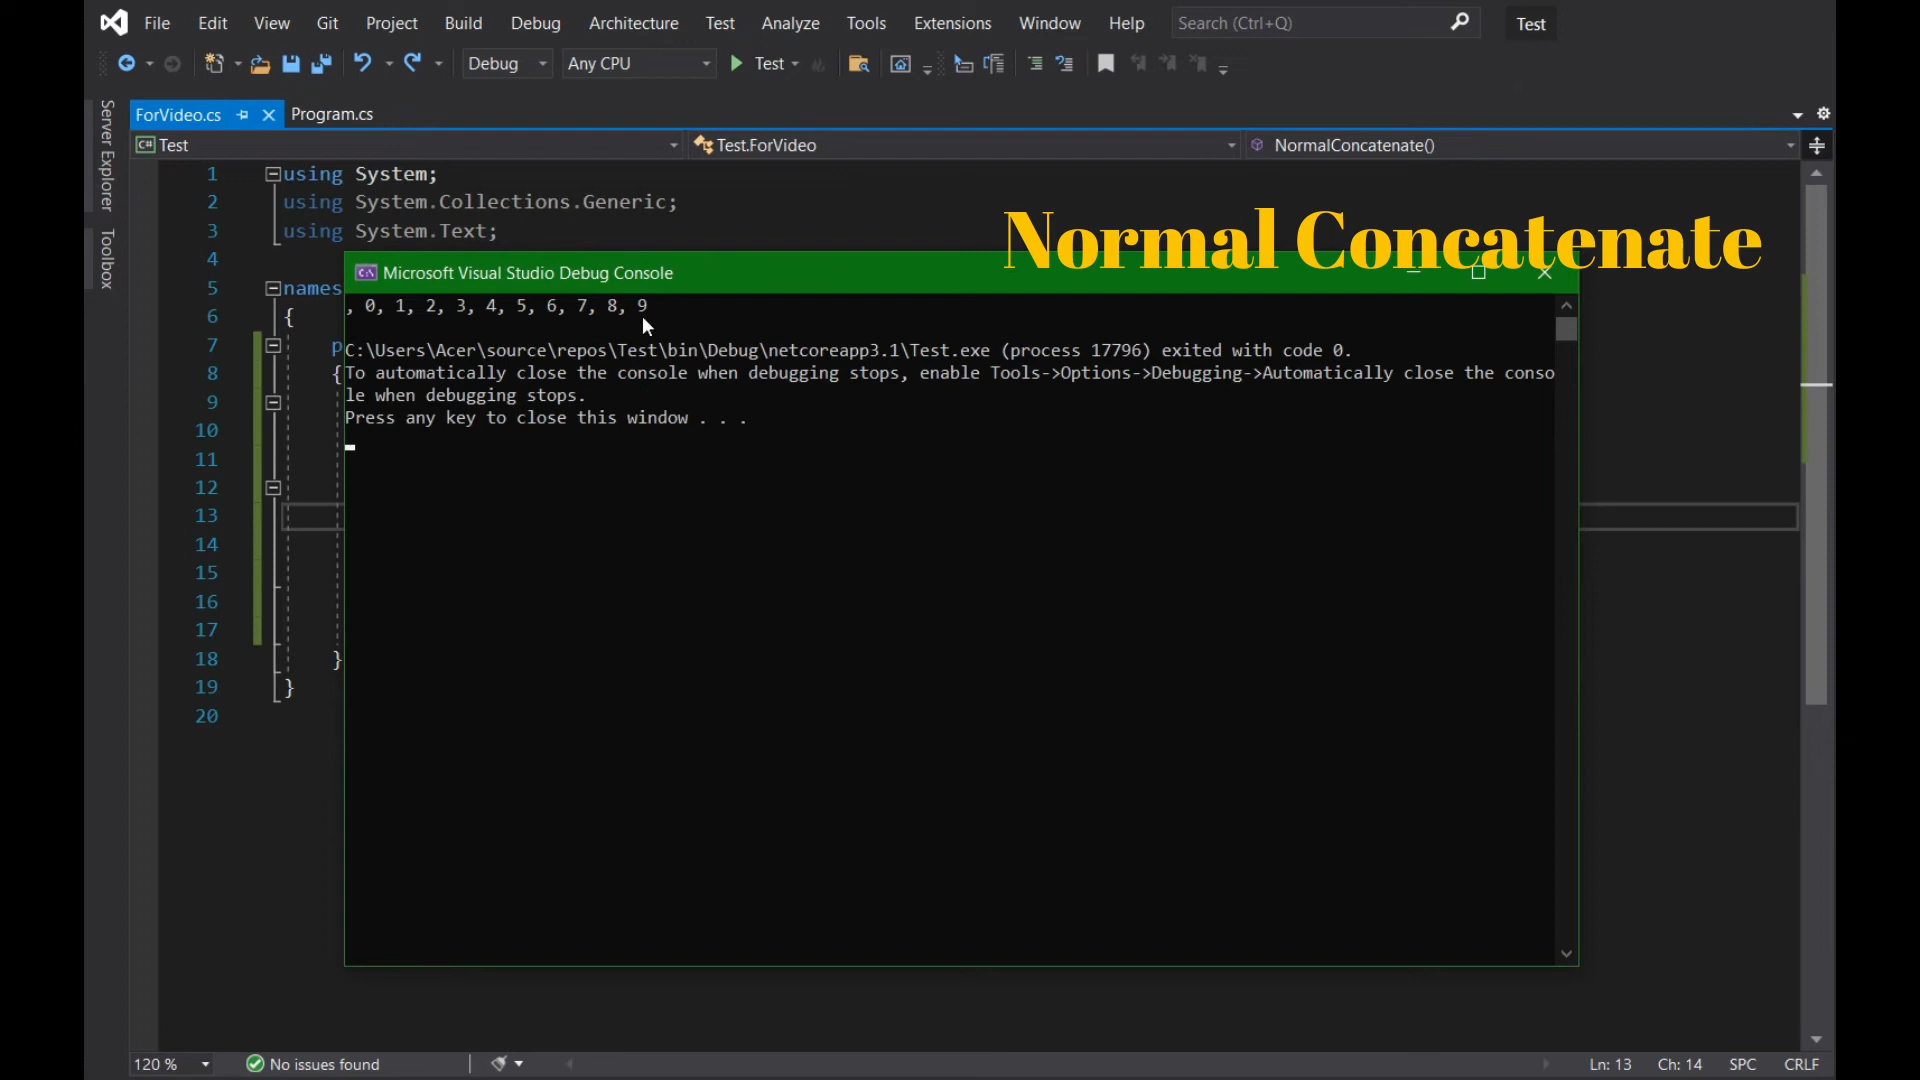 File Edit View Git Project Build Debug Architecture Test Analyze Tools Extensions Window Help Search (Ctrl+Q) Test
Debug Any CPU Test
Server Explorer
Toolbox
ForVideo.cs Program.cs
C# Test Test.ForVideo NormalConcatenate()
1 using System;
2 using System.Collections.Generic;
3 using System.Text;
Normal Concatenate
4
5 names
6 {
7 p
8 {
9
10
11
12
13
14
15
16
17
18 }
19 }
20
C:\ Microsoft Visual Studio Debug Console
, 0, 1, 2, 3, 4, 5, 6, 7, 8, 9
C:\Users\Acer\source\repos\Test\bin\Debug\netcoreapp3.1\Test.exe (process 17796) exited with code 0.
To automatically close the console when debugging stops, enable Tools->Options->Debugging->Automatically close the conso
le when debugging stops.
Press any key to close this window . . .
120 % No issues found Ln: 13 Ch: 14 SPC CRLF